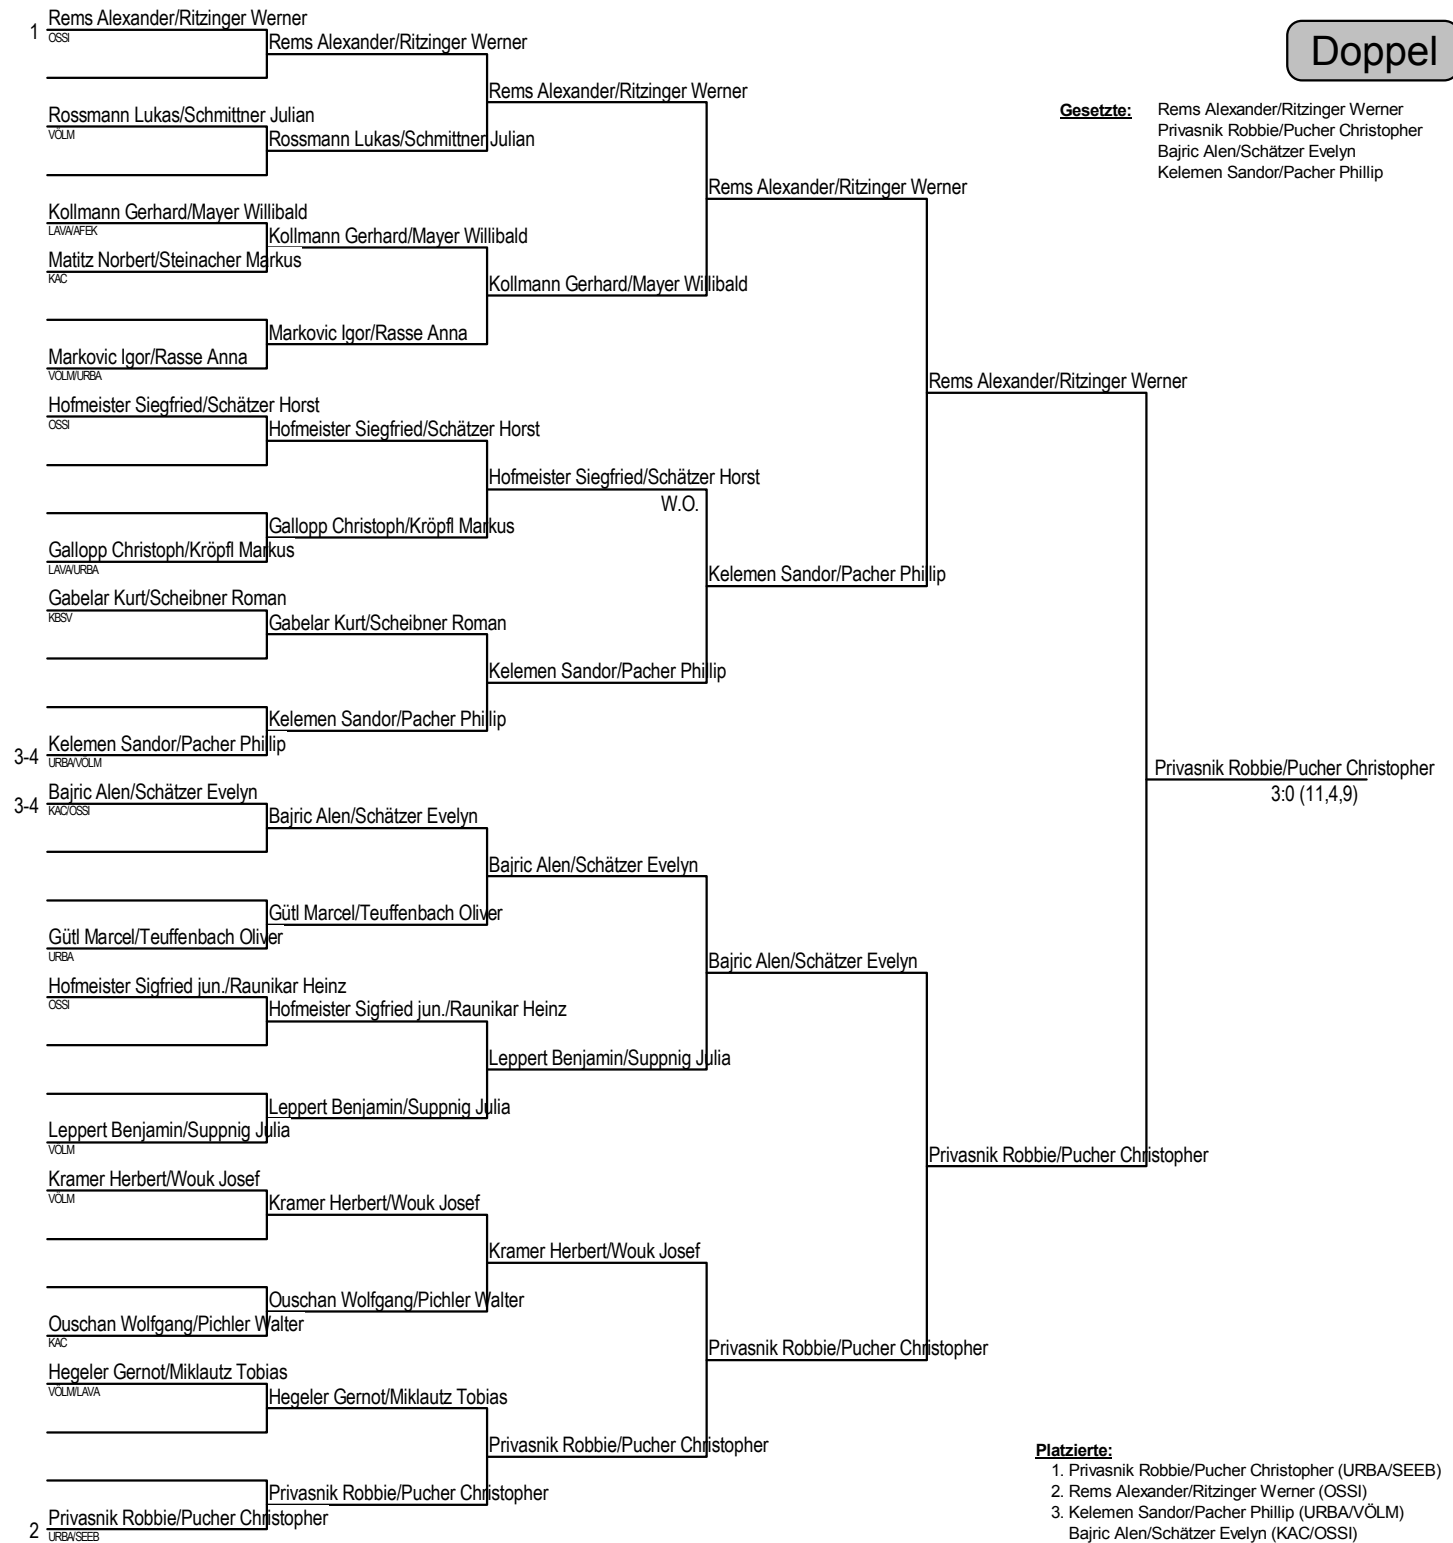 Doppel
Gesetzte:
Rems Alexander/Ritzinger Werner
Privasnik Robbie/Pucher Christopher
Bajric Alen/Schätzer Evelyn
Kelemen Sandor/Pacher Phillip
1
Rems Alexander/Ritzinger Werner
OSSI
Rossmann Lukas/Schmittner Julian
VÖLM
Kollmann Gerhard/Mayer Willibald
LAVA/AFEK
Matitz Norbert/Steinacher Markus
KAC
Markovic Igor/Rasse Anna
VÖLM/URBA
Hofmeister Siegfried/Schätzer Horst
OSSI
Gallopp Christoph/Kröpfl Markus
LAVA/URBA
Gabelar Kurt/Scheibner Roman
KBSV
3-4
Kelemen Sandor/Pacher Phillip
URBA/VÖLM
3-4
Bajric Alen/Schätzer Evelyn
KAC/OSSI
Gütl Marcel/Teuffenbach Oliver
URBA
Hofmeister Sigfried jun./Raunikar Heinz
OSSI
Leppert Benjamin/Suppnig Julia
VÖLM
Kramer Herbert/Wouk Josef
VÖLM
Ouschan Wolfgang/Pichler Walter
KAC
Hegeler Gernot/Miklautz Tobias
VÖLM/LAVA
2
Privasnik Robbie/Pucher Christopher
URBA/SEEB
Rems Alexander/Ritzinger Werner
Rossmann Lukas/Schmittner Julian
Kollmann Gerhard/Mayer Willibald
Markovic Igor/Rasse Anna
Hofmeister Siegfried/Schätzer Horst
Gallopp Christoph/Kröpfl Markus
Gabelar Kurt/Scheibner Roman
Kelemen Sandor/Pacher Phillip
Bajric Alen/Schätzer Evelyn
Gütl Marcel/Teuffenbach Oliver
Hofmeister Sigfried jun./Raunikar Heinz
Leppert Benjamin/Suppnig Julia
Kramer Herbert/Wouk Josef
Ouschan Wolfgang/Pichler Walter
Hegeler Gernot/Miklautz Tobias
Privasnik Robbie/Pucher Christopher
Rems Alexander/Ritzinger Werner
Kollmann Gerhard/Mayer Willibald
Hofmeister Siegfried/Schätzer Horst
W.O.
Kelemen Sandor/Pacher Phillip
Bajric Alen/Schätzer Evelyn
Leppert Benjamin/Suppnig Julia
Kramer Herbert/Wouk Josef
Privasnik Robbie/Pucher Christopher
Rems Alexander/Ritzinger Werner
Kelemen Sandor/Pacher Phillip
Bajric Alen/Schätzer Evelyn
Privasnik Robbie/Pucher Christopher
Rems Alexander/Ritzinger Werner
Privasnik Robbie/Pucher Christopher
Privasnik Robbie/Pucher Christopher
3:0 (11,4,9)
Platzierte:
1. Privasnik Robbie/Pucher Christopher (URBA/SEEB)
2. Rems Alexander/Ritzinger Werner (OSSI)
3. Kelemen Sandor/Pacher Phillip (URBA/VÖLM)
Bajric Alen/Schätzer Evelyn (KAC/OSSI)